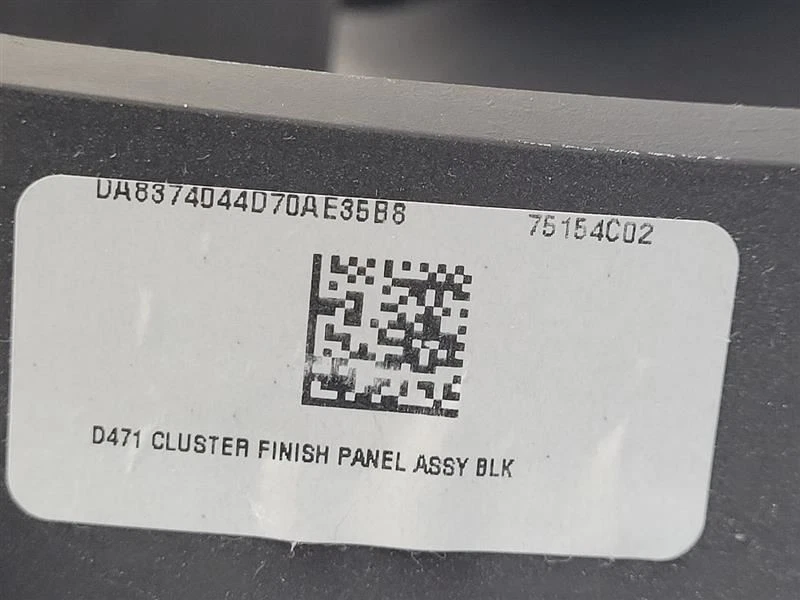 DA8374044D70AE35B8 75154C02
D471 CLUSTER FINISH PANEL ASSY BLK